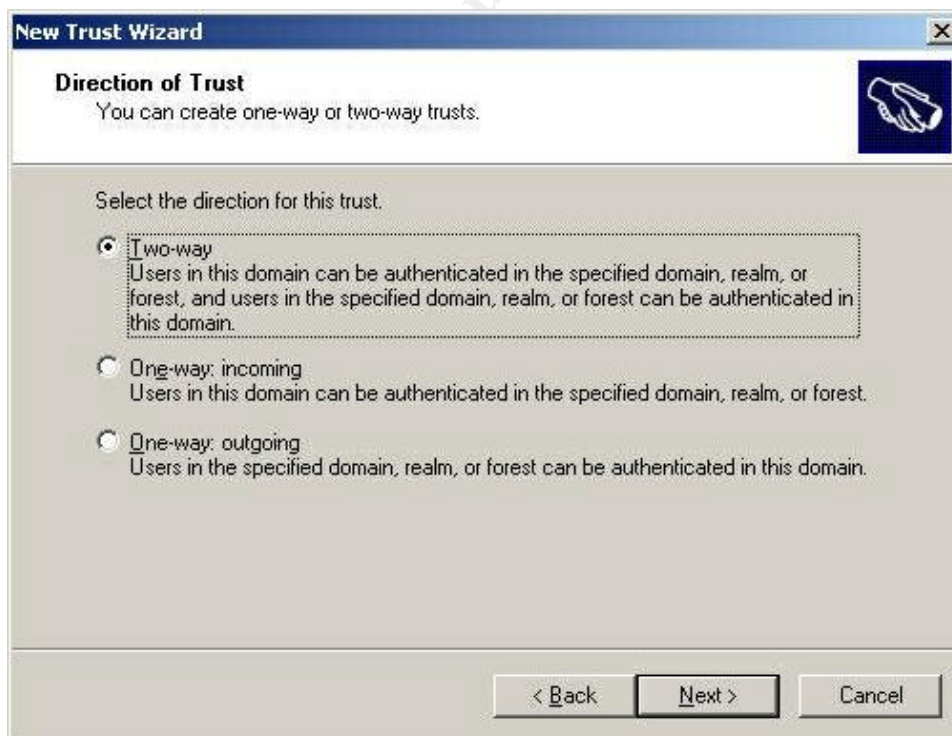 New Trust Wizard
Direction of Trust
You can create one-way or two-way trusts.
Select the direction for this trust.
Two-way
Users in this domain can be authenticated in the specified domain, realm, or
forest, and users in the specified domain, realm, or forest can be authenticated in
this domain.
One-way: incoming
Users in this domain can be authenticated in the specified domain, realm, or forest.
One-way: outgoing
Users in the specified domain, realm, or forest can be authenticated in this domain.
< Back
Next >
Cancel